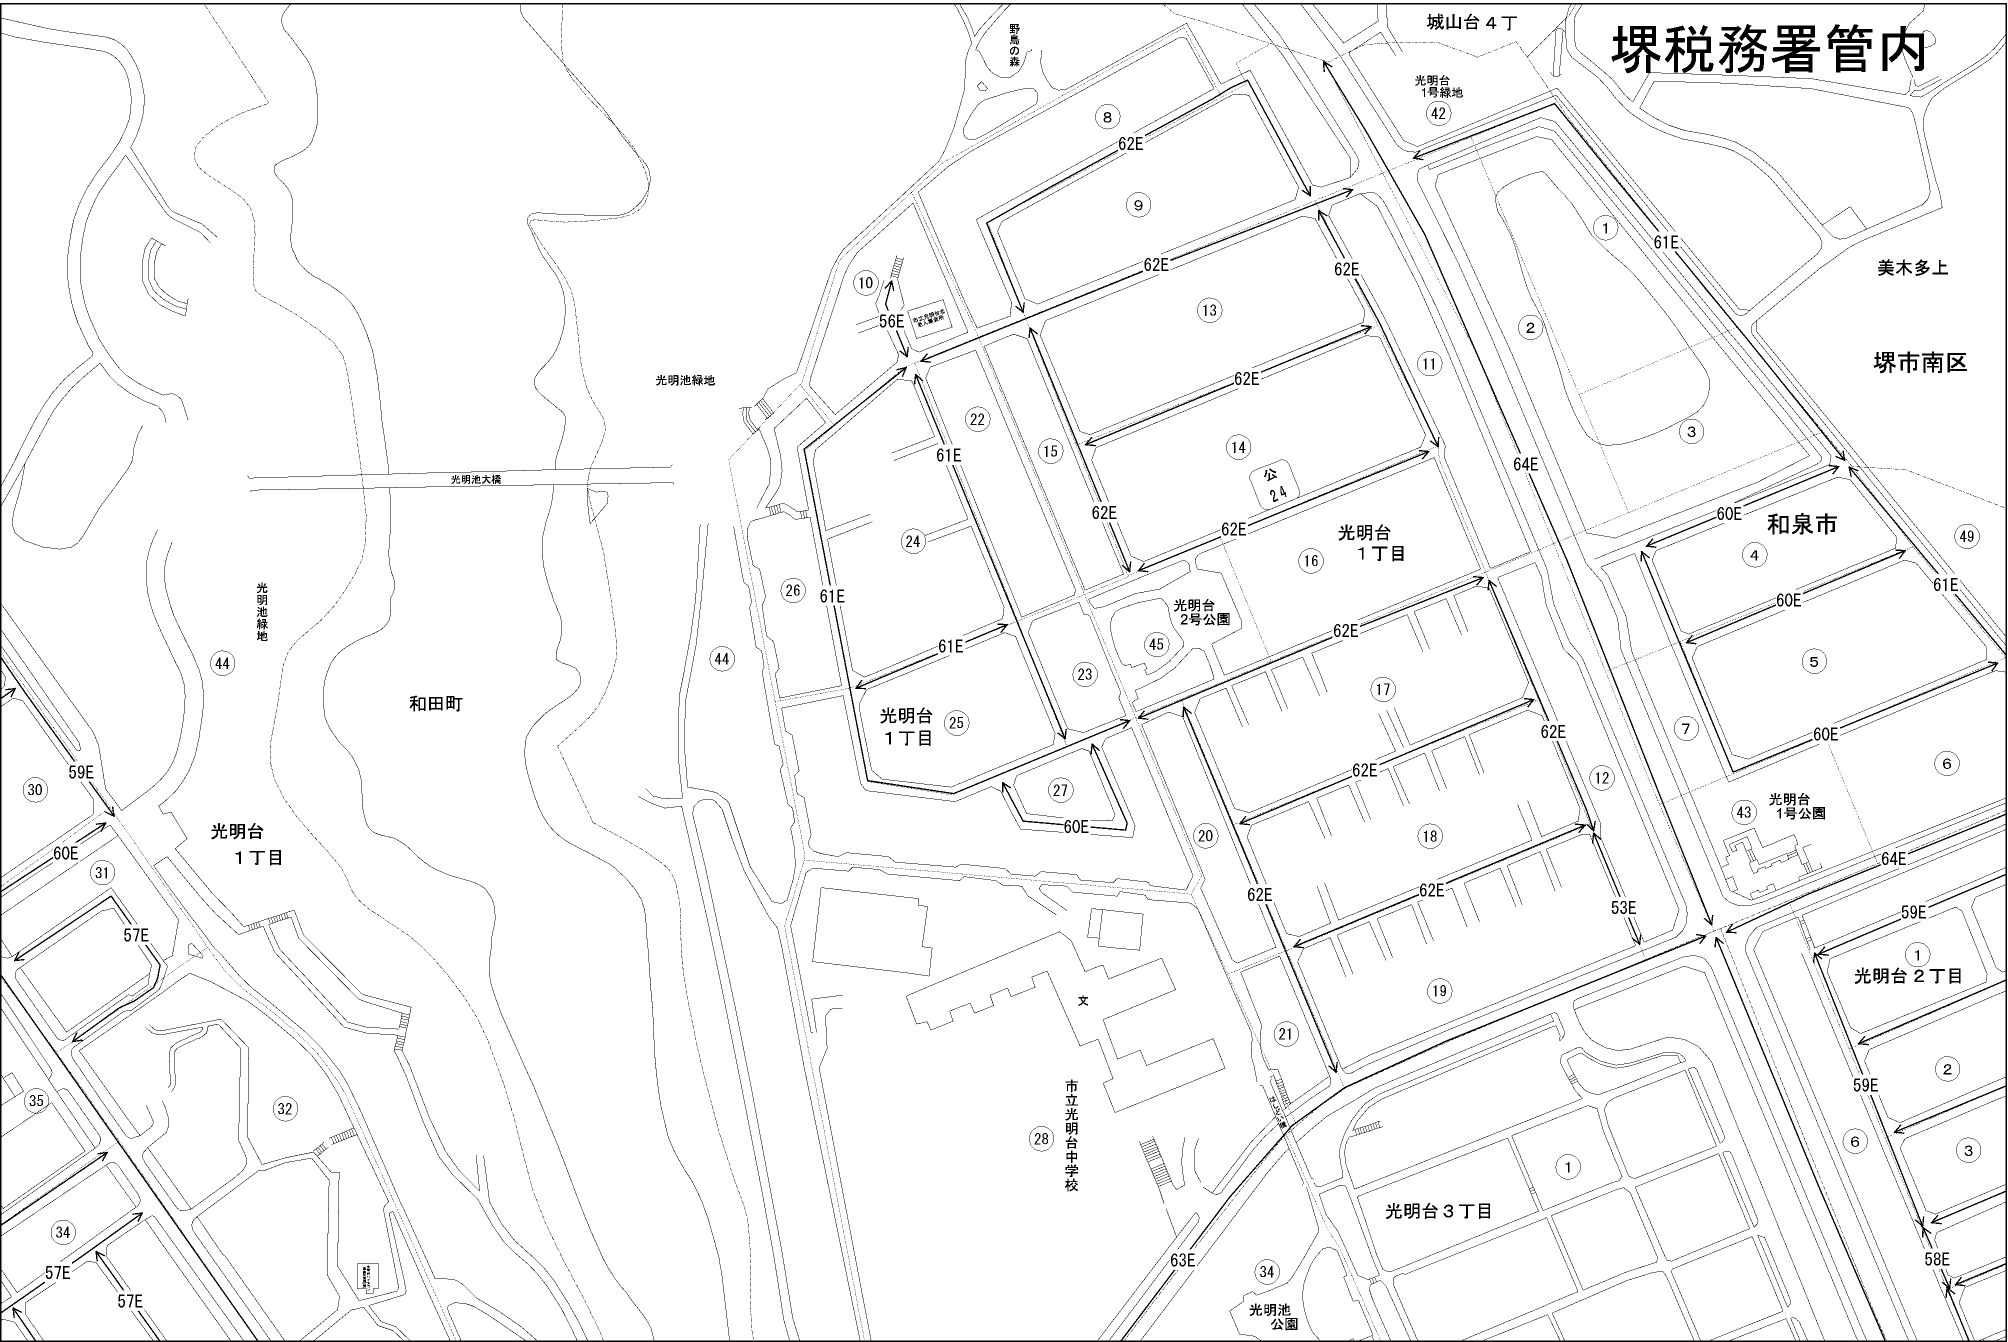 城山台４丁
堺税務署管内
野鳥の森
光明台
1号緑地
42
8
62E
9
1
61E
美木多上
62E
62E
10
56E
13
2
堺市南区
11
光明池緑地
62E
22
3
15
14
61E
64E
光明池大橋
公
24
62E
60E
和泉市
62E
光明台
１丁目
24
49
4
16
26
61E
光明池緑地
光明台
2号公園
60E
61E
62E
45
61E
44
44
5
23
17
和田町
光明台
１丁目
25
7
62E
60E
59E
62E
6
30
27
12
43
光明台
1号公園
60E
光明台
１丁目
20
18
60E
64E
31
62E
62E
53E
59E
57E
1
光明台２丁目
19
文
21
2
59E
35
32
28
市立光明台中学校
6
3
1
34
光明台３丁目
63E
58E
57E
34
57E
光明池
公園